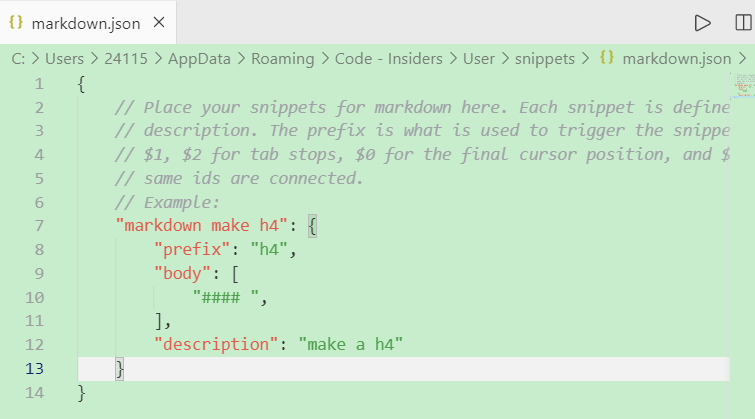 {} markdown.json ×
C: > Users > 24115 > AppData > Roaming > Code - Insiders > User > snippets > {} markdown.json >
1 {
2 // Place your snippets for markdown here. Each snippet is define
3 // description. The prefix is what is used to trigger the snippe
4 // $1, $2 for tab stops, $0 for the final cursor position, and $
5 // same ids are connected.
6 // Example:
7 "markdown make h4": {
8 "prefix": "h4",
9 "body": [
10 "#### ",
11 ],
12 "description": "make a h4"
13 }
14 }